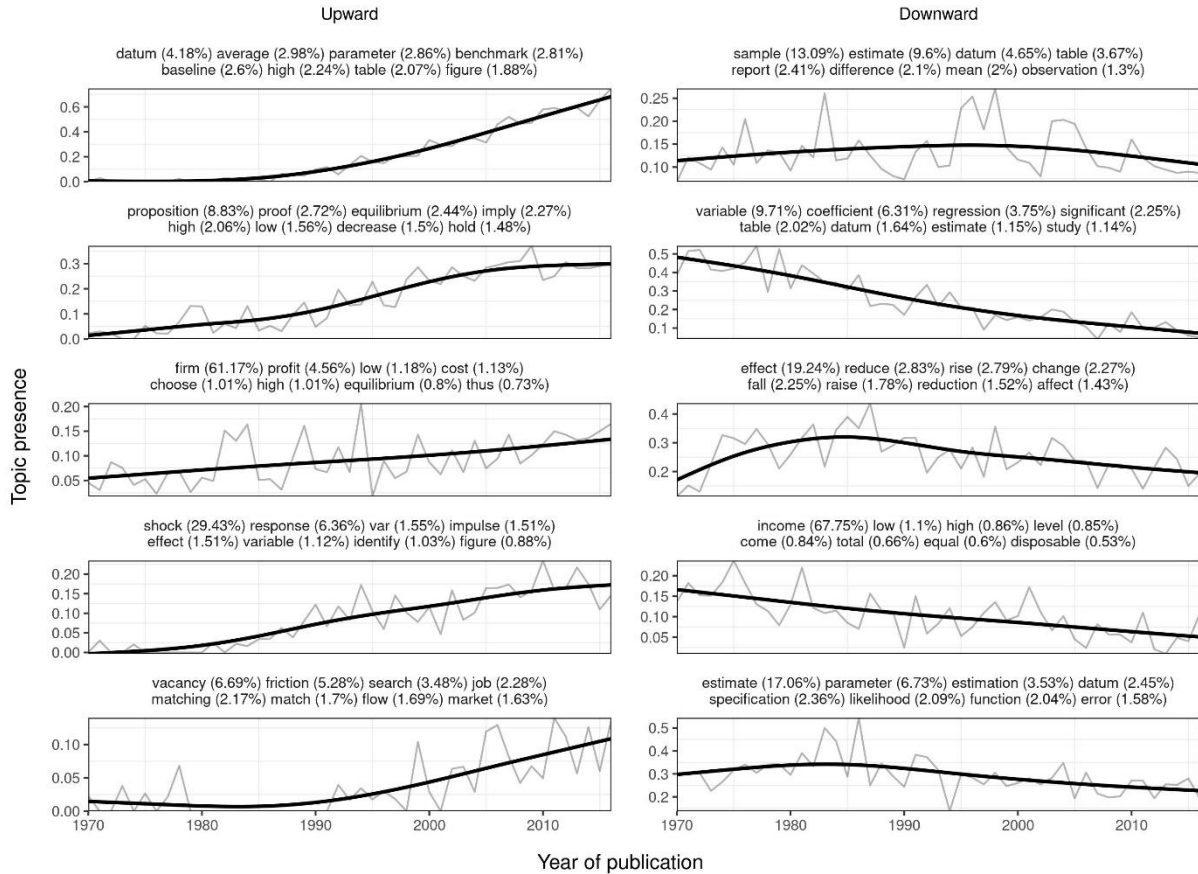 Upward
Downward
datum (4.18%) average (2.98%) parameter (2.86%) benchmark (2.81%)
baseline (2.6%) high (2.24%) table (2.07%) figure (1.88%)
0.6
0.4
0.2
0.0
sample (13.09%) estimate (9.6%) datum (4.65%) table (3.67%)
report (2.41%) difference (2.1%) mean (2%) observation (1.3%)
0.25
0.20
0.15
0.10
proposition (8.83%) proof (2.72%) equilibrium (2.44%) imply (2.27%)
high (2.06%) low (1.56%) decrease (1.5%) hold (1.48%)
0.3
0.2
0.1
0.0
variable (9.71%) coefficient (6.31%) regression (3.75%) significant (2.25%)
table (2.02%) datum (1.64%) estimate (1.15%) study (1.14%)
0.5
0.4
0.3
0.2
0.1
Topic presence
firm (61.17%) profit (4.56%) low (1.18%) cost (1.13%)
choose (1.01%) high (1.01%) equilibrium (0.8%) thus (0.73%)
0.20
0.15
0.10
0.05
effect (19.24%) reduce (2.83%) rise (2.79%) change (2.27%)
fall (2.25%) raise (1.78%) reduction (1.52%) affect (1.43%)
0.4
0.3
0.2
shock (29.43%) response (6.36%) var (1.55%) impulse (1.51%)
effect (1.51%) variable (1.12%) identify (1.03%) figure (0.88%)
0.20
0.15
0.10
0.05
0.00
income (67.75%) low (1.1%) high (0.86%) level (0.85%)
come (0.84%) total (0.66%) equal (0.6%) disposable (0.53%)
0.20
0.15
0.10
0.05
vacancy (6.69%) friction (5.28%) search (3.48%) job (2.28%)
matching (2.17%) match (1.7%) flow (1.69%) market (1.63%)
0.10
0.05
0.00
1970 1980 1990 2000 2010
estimate (17.06%) parameter (6.73%) estimation (3.53%) datum (2.45%)
specification (2.36%) likelihood (2.09%) function (2.04%) error (1.58%)
0.5
0.4
0.3
0.2
1970 1980 1990 2000 2010
Year of publication